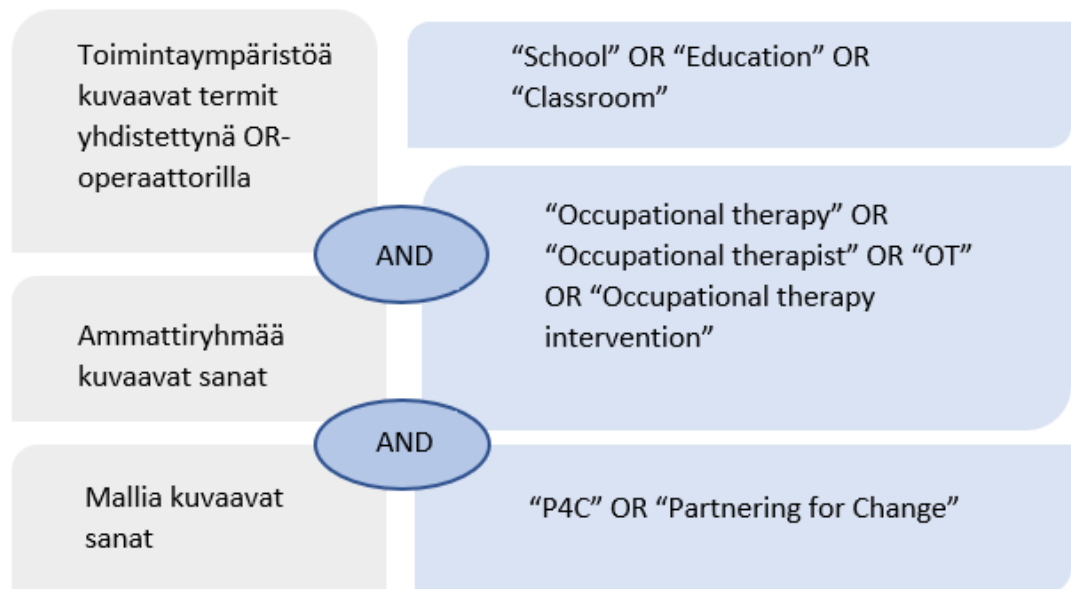 Toimintaympäristöä
kuvaavat termit
yhdistettynä OR-
operaattorilla
“School” OR “Education” OR
“Classroom”
AND
Ammattiryhmää
kuvaavat sanat
“Occupational therapy” OR
“Occupational therapist” OR “OT”
OR “Occupational therapy
intervention”
AND
Mallia kuvaavat
sanat
“P4C” OR “Partnering for Change”